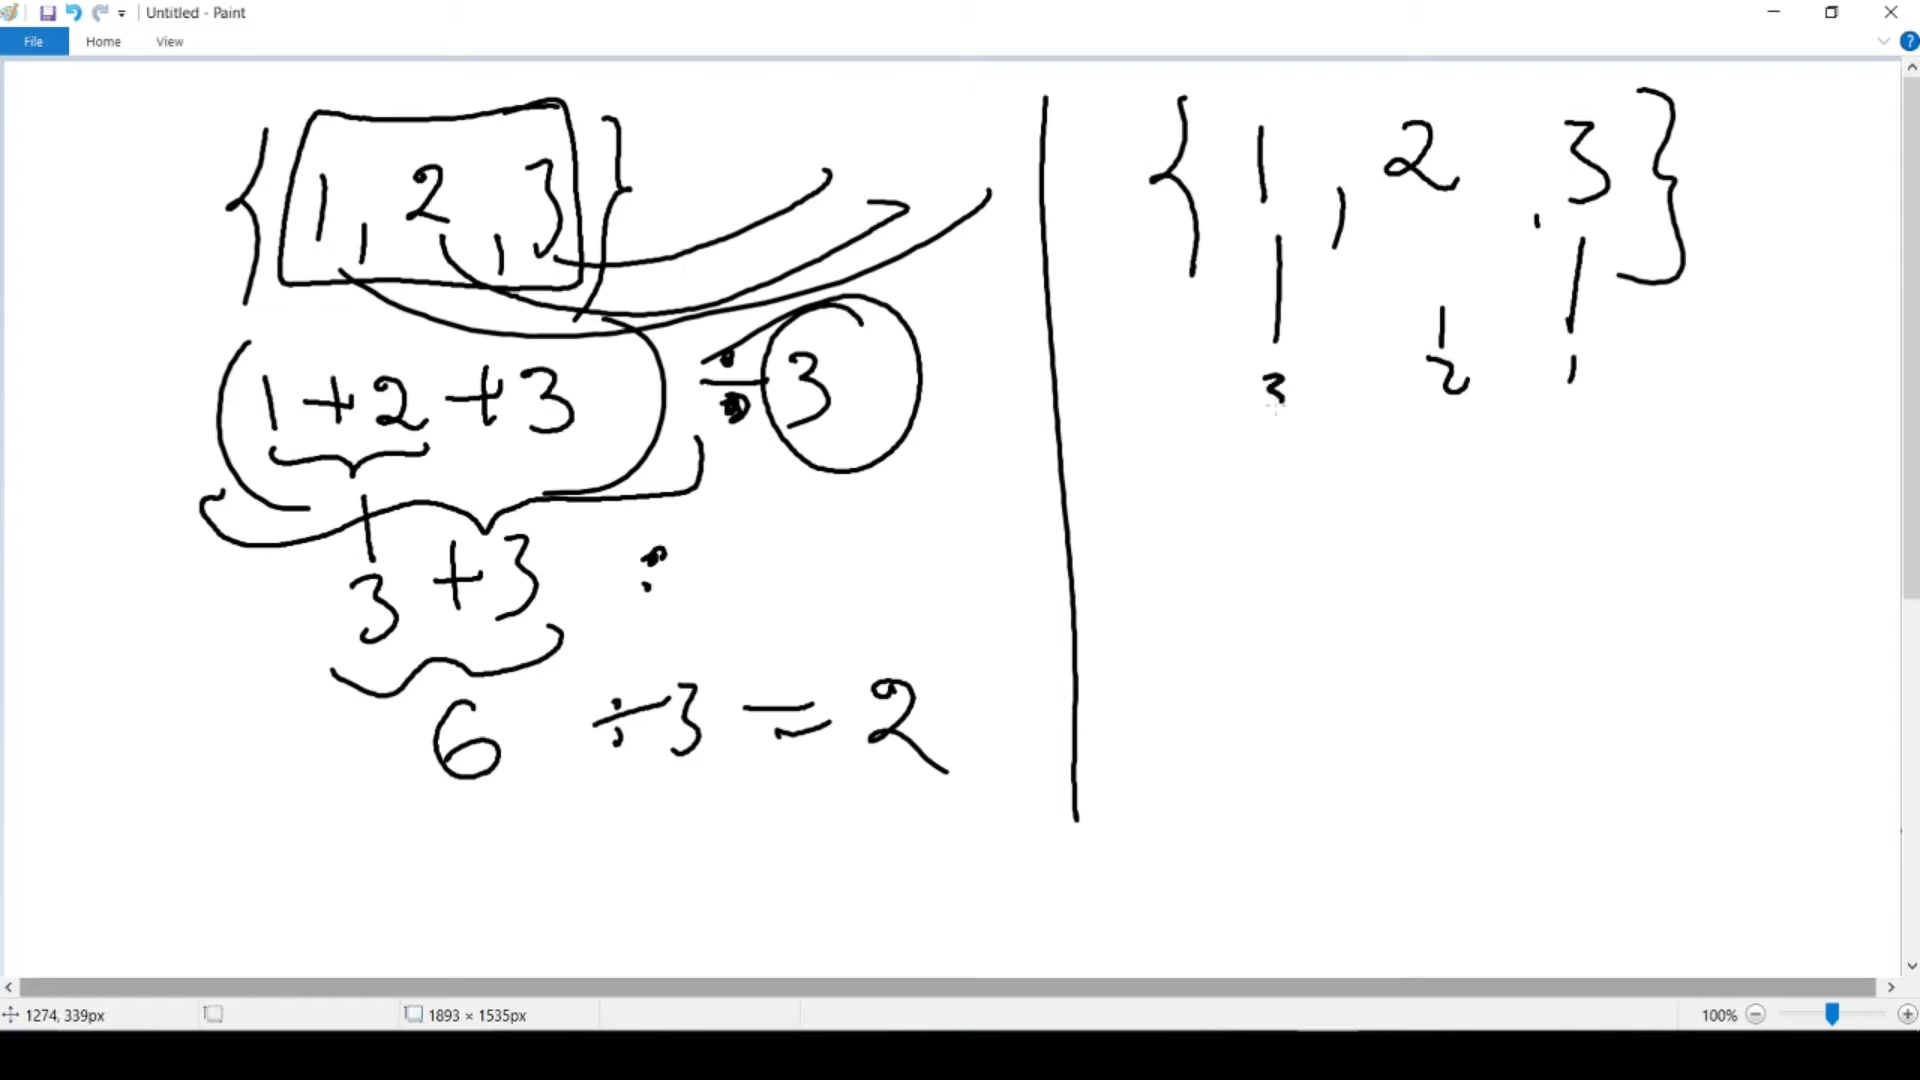 Untitled - Paint
File Home View
{ 1, 2, 3 }
(1 + 2 + 3) ÷ 3
3 + 3 :
6 ÷ 3 = 2
{ 1 , 2 . 3 }
3 2 1
1274, 339px
1893 × 1535px
100%